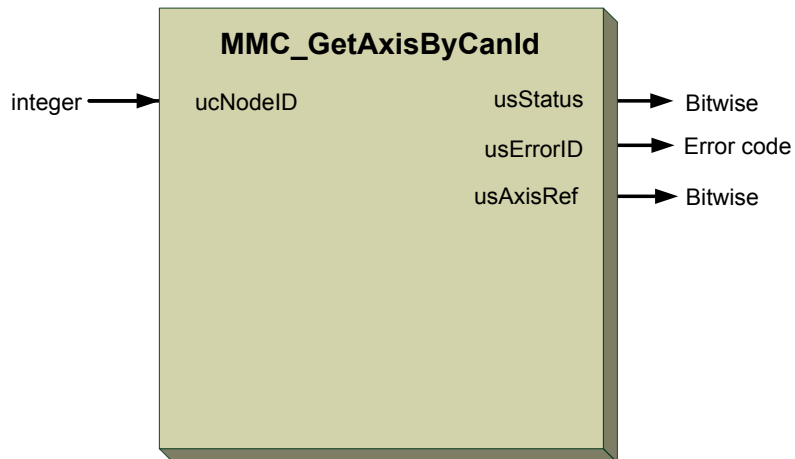 MMC_GetAxisByCanId
integer ucNodeID usStatus Bitwise
usErrorID Error code
usAxisRef Bitwise